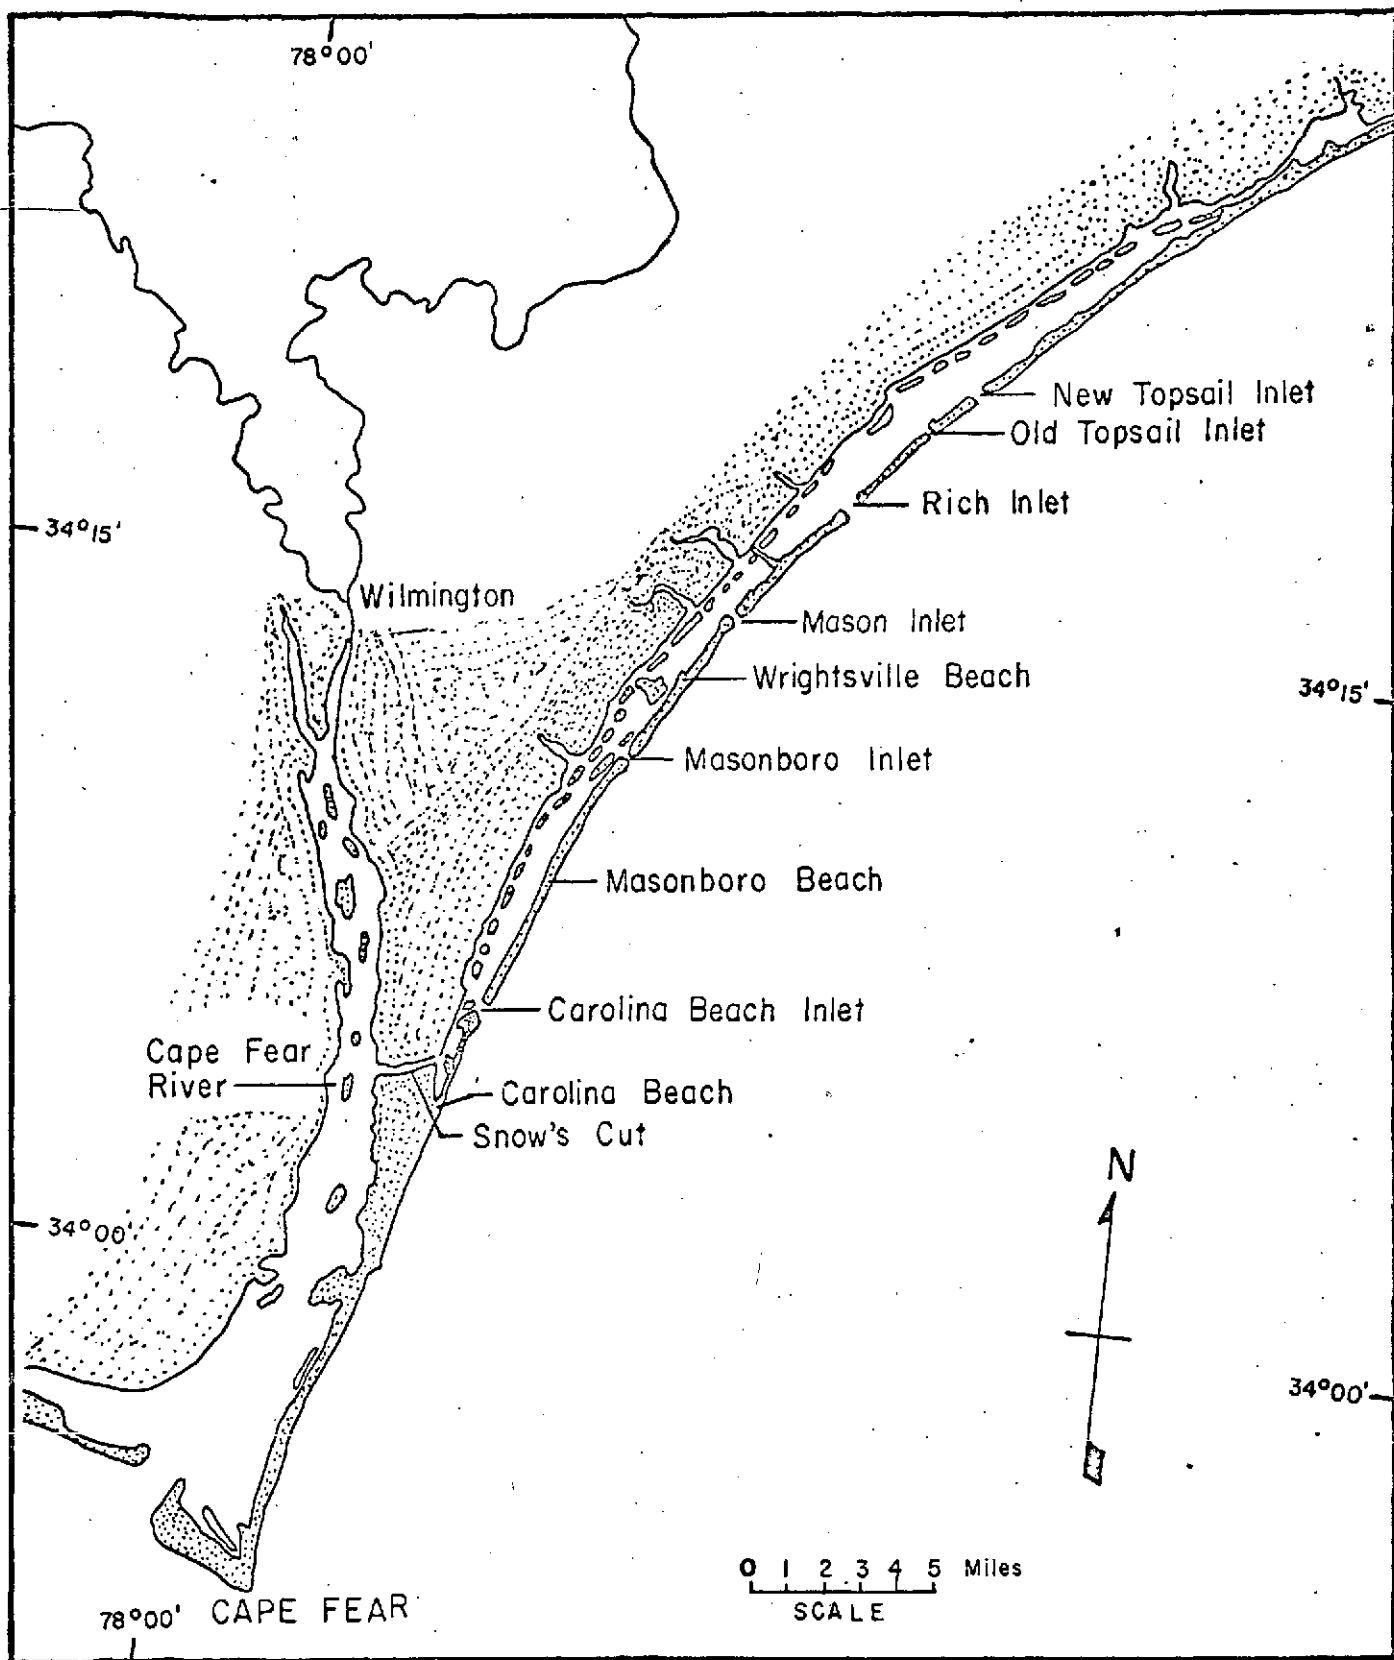 78°00'
New Topsail Inlet
Old Topsail Inlet
Rich Inlet
34°15'
Wilmington
Mason Inlet
Wrightsville Beach
34°15'
Masonboro Inlet
Masonboro Beach
Carolina Beach Inlet
Cape Fear
River
Carolina Beach
Snow's Cut
N
34°00'
34°00'
0 1 2 3 4 5 Miles
SCALE
78°00' CAPE FEAR